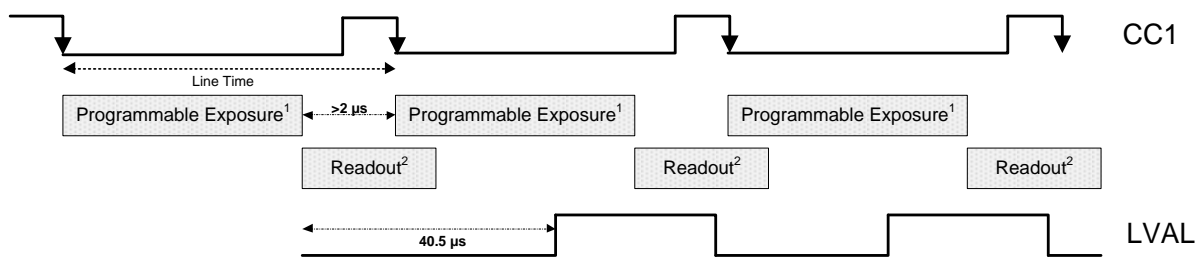 CC1
Line Time
Programmable Exposure¹ >2 µs Programmable Exposure¹ Programmable Exposure¹
Readout² Readout² Readout²
40.5 µs
LVAL